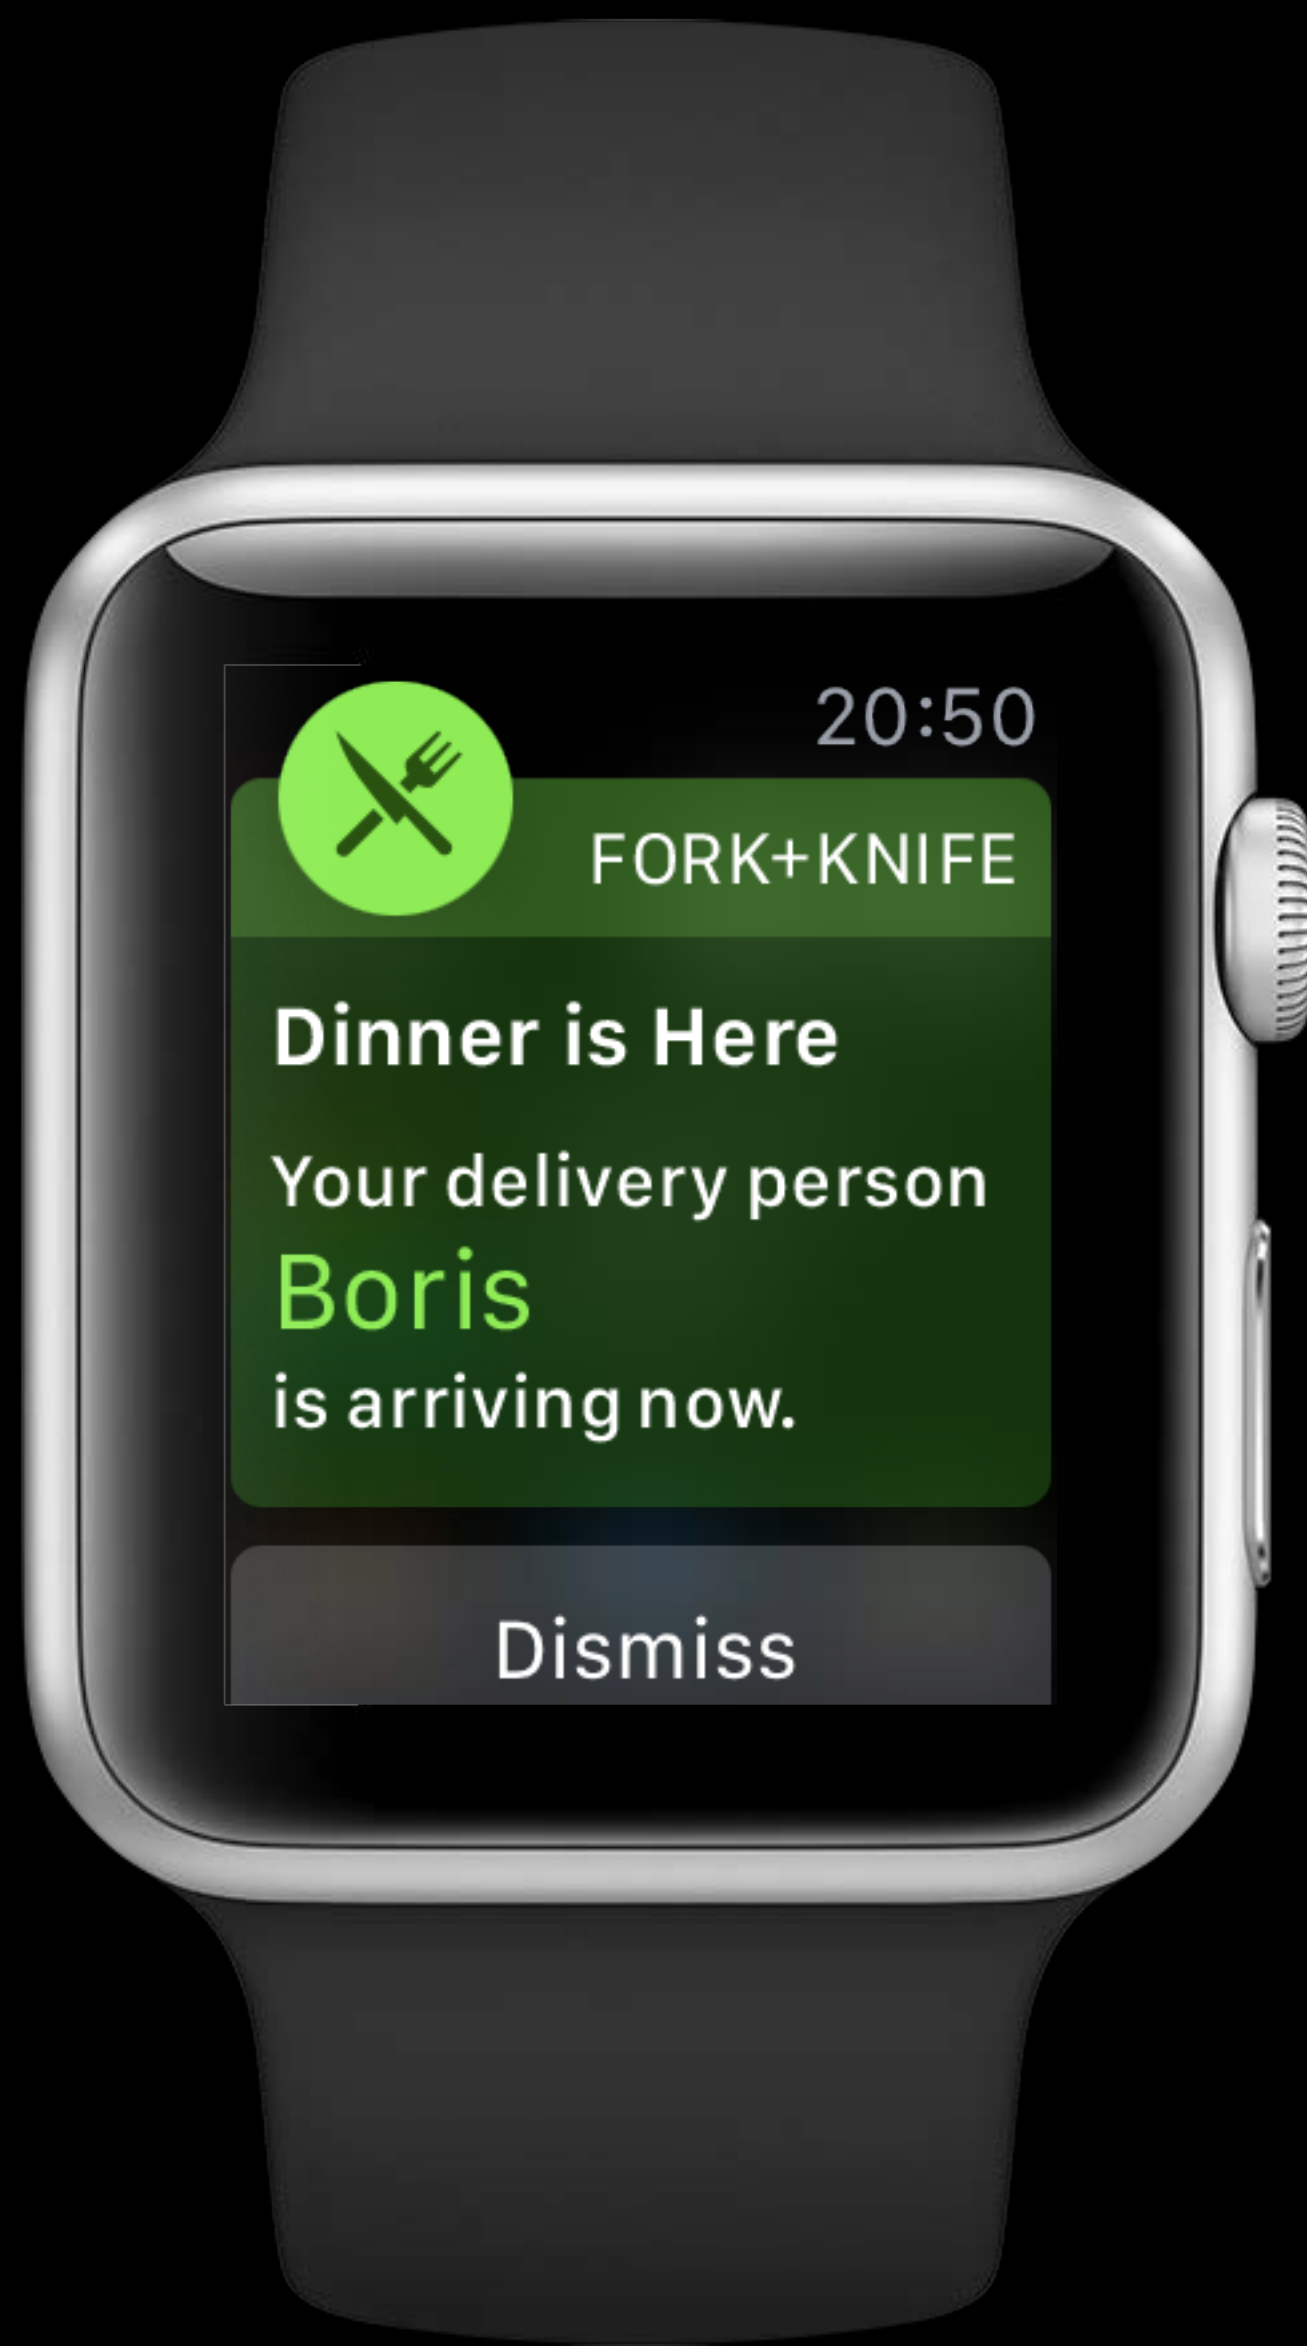 20:50
FORK+KNIFE
Dinner is Here
Your delivery person
Boris
is arriving now.
Dismiss